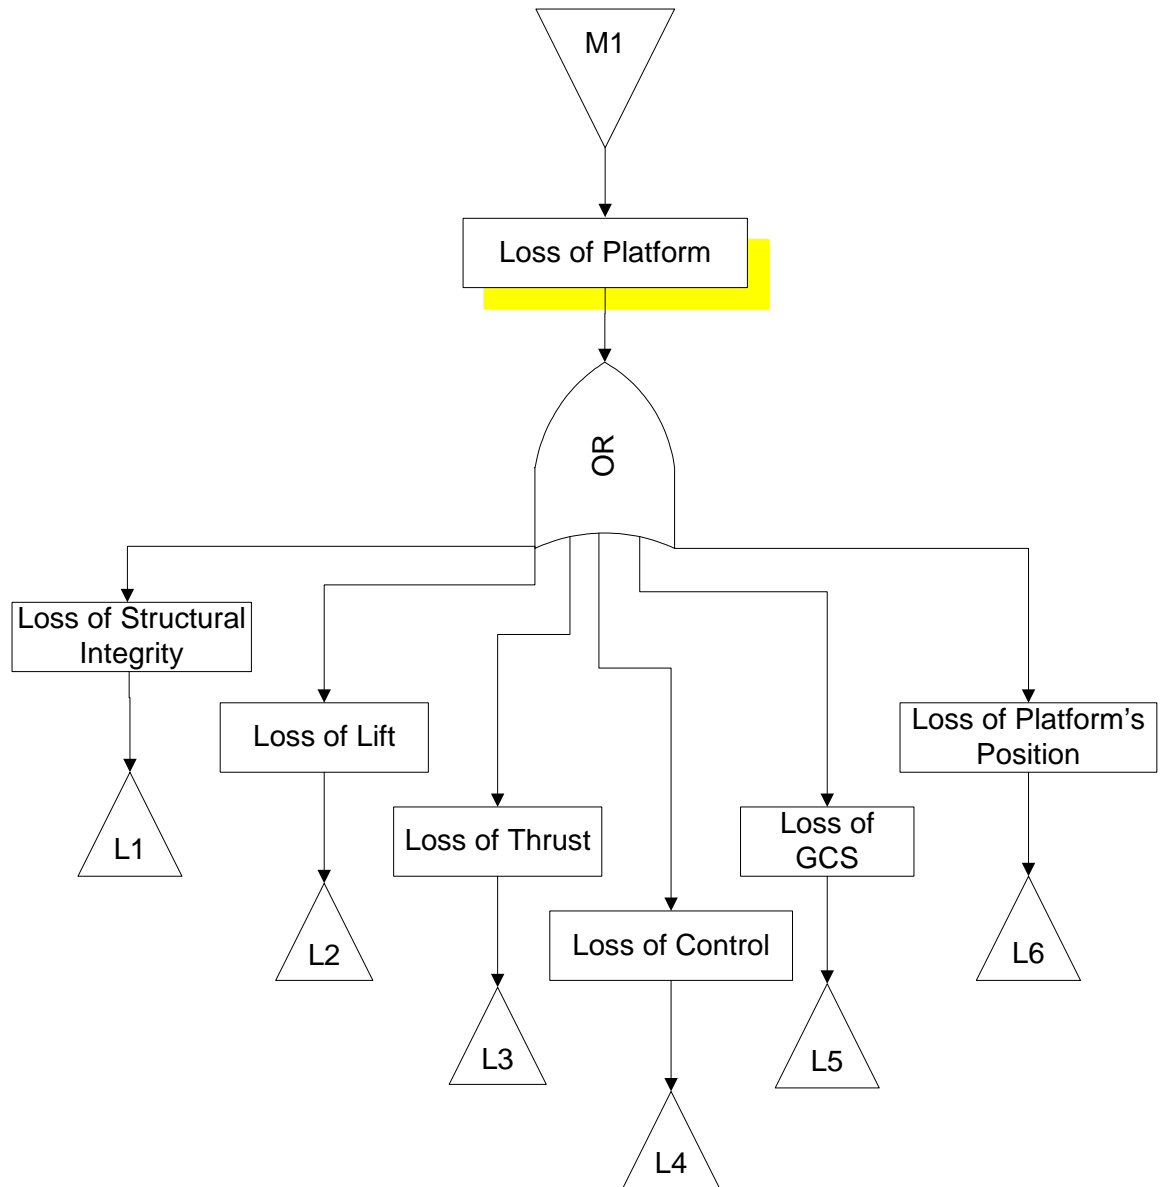 M1
Loss of Platform
OR
Loss of Structural
Integrity
L1
Loss of Lift
L2
Loss of Thrust
L3
Loss of Control
L4
Loss of
GCS
L5
Loss of Platform’s
Position
L6